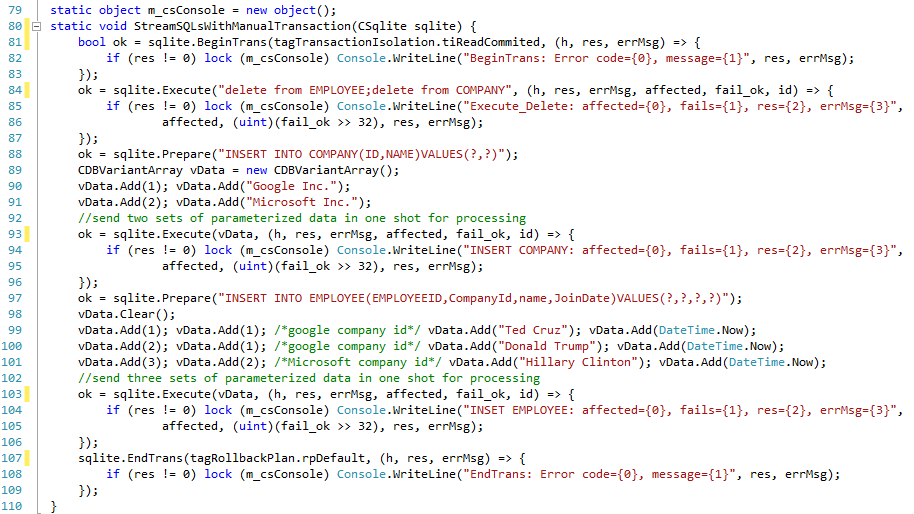 79 static object m_csConsole = new object();
80 static void StreamSQLsWithManualTransaction(CSqlite sqlite) {
81     bool ok = sqlite.BeginTrans(tagTransactionIsolation.tiReadCommited, (h, res, errMsg) => {
82         if (res != 0) lock (m_csConsole) Console.WriteLine("BeginTrans: Error code={0}, message={1}", res, errMsg);
83     });
84     ok = sqlite.Execute("delete from EMPLOYEE;delete from COMPANY", (h, res, errMsg, affected, fail_ok, id) => {
85         if (res != 0) lock (m_csConsole) Console.WriteLine("Execute_Delete: affected={0}, fails={1}, res={2}, errMsg={3}",
86                 affected, (uint)(fail_ok >> 32), res, errMsg);
87     });
88     ok = sqlite.Prepare("INSERT INTO COMPANY(ID,NAME)VALUES(?,?)");
89     CDBVariantArray vData = new CDBVariantArray();
90     vData.Add(1); vData.Add("Google Inc.");
91     vData.Add(2); vData.Add("Microsoft Inc.");
92     //send two sets of parameterized data in one shot for processing
93     ok = sqlite.Execute(vData, (h, res, errMsg, affected, fail_ok, id) => {
94         if (res != 0) lock (m_csConsole) Console.WriteLine("INSERT COMPANY: affected={0}, fails={1}, res={2}, errMsg={3}",
95                 affected, (uint)(fail_ok >> 32), res, errMsg);
96     });
97     ok = sqlite.Prepare("INSERT INTO EMPLOYEE(EMPLOYEEID,CompanyId,name,JoinDate)VALUES(?,?,?,?)");
98     vData.Clear();
99     vData.Add(1); vData.Add(1); /*google company id*/ vData.Add("Ted Cruz"); vData.Add(DateTime.Now);
100     vData.Add(2); vData.Add(1); /*google company id*/ vData.Add("Donald Trump"); vData.Add(DateTime.Now);
101     vData.Add(3); vData.Add(2); /*Microsoft company id*/ vData.Add("Hillary Clinton"); vData.Add(DateTime.Now);
102     //send three sets of parameterized data in one shot for processing
103     ok = sqlite.Execute(vData, (h, res, errMsg, affected, fail_ok, id) => {
104         if (res != 0) lock (m_csConsole) Console.WriteLine("INSET EMPLOYEE: affected={0}, fails={1}, res={2}, errMsg={3}",
105                 affected, (uint)(fail_ok >> 32), res, errMsg);
106     });
107     sqlite.EndTrans(tagRollbackPlan.rpDefault, (h, res, errMsg) => {
108         if (res != 0) lock (m_csConsole) Console.WriteLine("EndTrans: Error code={0}, message={1}", res, errMsg);
109     });
110 }